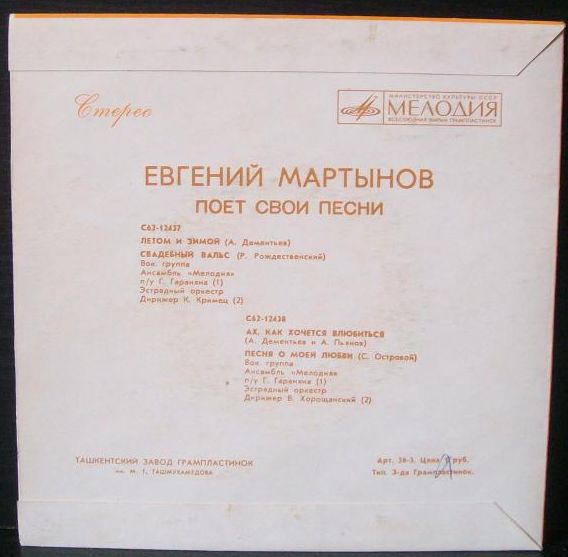 Стерео
МИНИСТЕРСТВО КУЛЬТУРЫ СССР
МЕЛОДИЯ
ВСЕСОЮЗНАЯ ФИРМА ГРАМПЛАСТИНОК
ЕВГЕНИЙ МАРТЫНОВ
ПОЕТ СВОИ ПЕСНИ
С62-12437
ЛЕТОМ И ЗИМОЙ (А. Дементьев)
СВАДЕБНЫЙ ВАЛЬС (Р. Рождественский)
Вок. группа
Ансамбль «Мелодия»
п/у Г. Гараняна (1)
Эстрадный оркестр
Дирижер К. Кримец (2)
С62-12438
АХ, КАК ХОЧЕТСЯ ВЛЮБИТЬСЯ
(А. Дементьев и А. Пьянов)
ПЕСНЯ О МОЕЙ ЛЮБВИ (С. Островой)
Вок. группа
Ансамбль «Мелодия»
п/у Г. Гараняна (1)
Эстрадный оркестр
Дирижер В. Хорощанский (2)
ТАШКЕНТСКИЙ ЗАВОД ГРАМПЛАСТИНОК
им. М. Т. ТАШМУХАМЕДОВА
Арт. 38-3. Цена руб.
Тип. З-да Грампластинок.